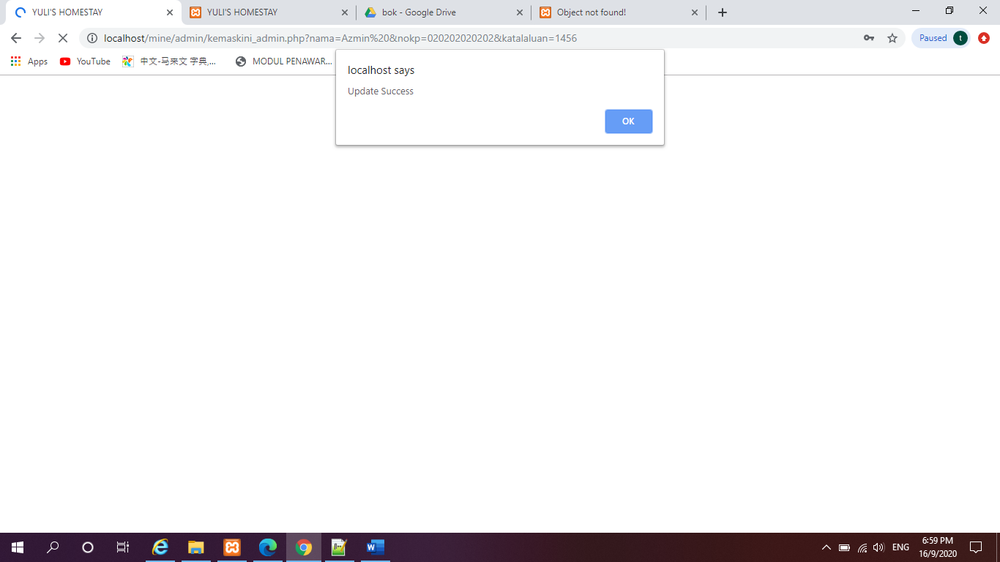 YULI'S HOMESTAY
YULI'S HOMESTAY
bok - Google Drive
Object not found!
localhost/mine/admin/kemaskini_admin.php?nama=Azmin%20&nokp=020202020202&katalaluan=1456
Paused t
Apps
YouTube
中文-马来文 字典,...
MODUL PENAWAR...
localhost says
Update Success
OK
ENG
6:59 PM
16/9/2020